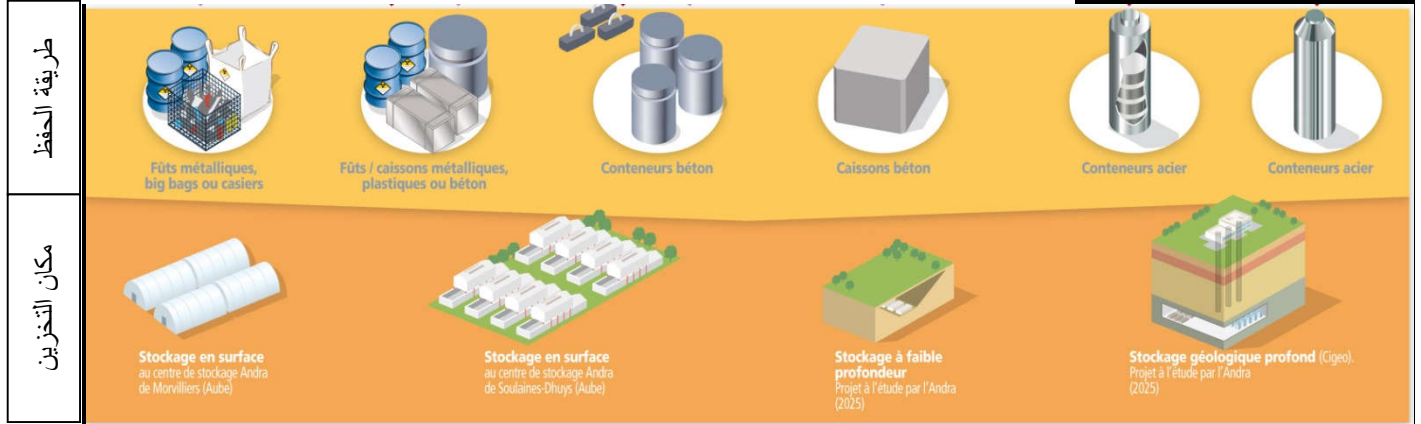 طريقة الحفظ
Fûts métalliques,
big bags ou casiers
Fûts / caissons métalliques,
plastiques ou béton
Conteneurs béton
Caissons béton
Conteneurs acier
Conteneurs acier
مكان التخزين
Stockage en surface
au centre de stockage Andra
de Morvilliers (Aube)
Stockage en surface
au centre de stockage Andra
de Soulaines-Dhuys (Aube)
Stockage à faible
profondeur
Projet à l'étude par l'Andra
(2025)
Stockage géologique profond (Cigeo).
Projet à l'étude par l'Andra
(2025)